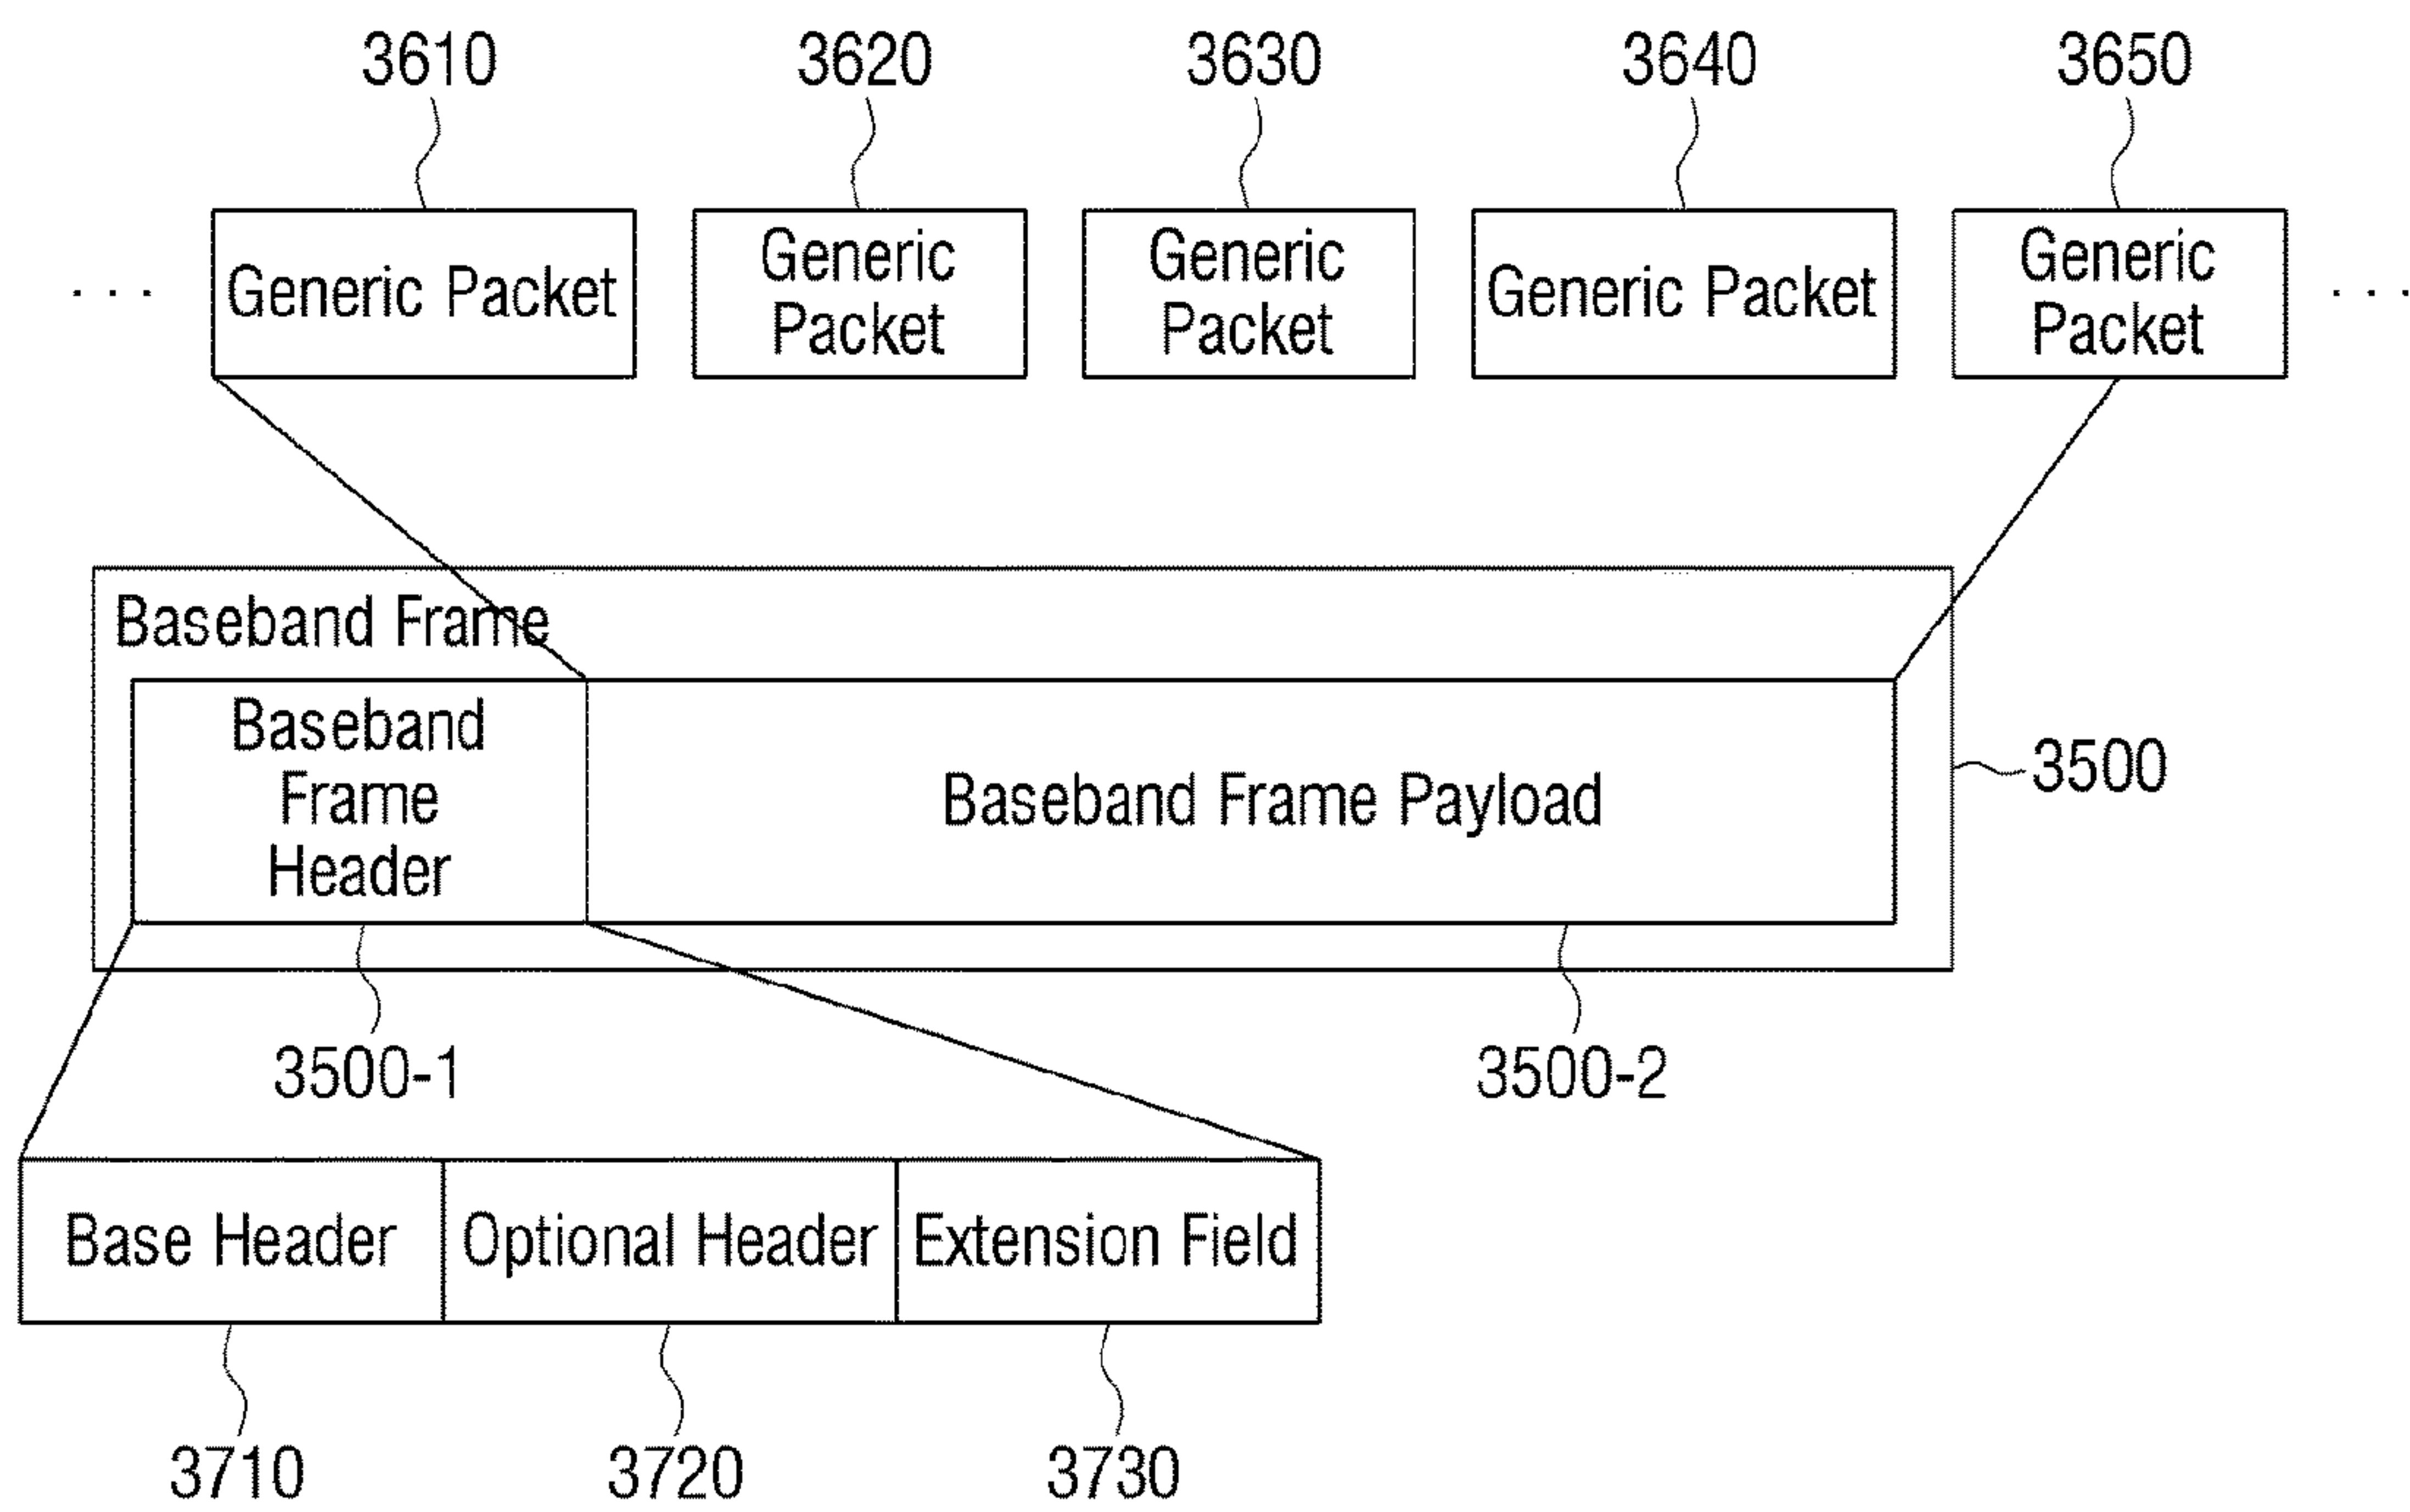 3610 3620 3630 3640 3650
. . . Generic Packet Generic Packet Generic Packet Generic Packet Generic Packet . . .
Baseband Frame
Baseband
Frame
Header
Baseband Frame Payload
3500
3500-1 3500-2
Base Header Optional Header Extension Field
3710 3720 3730